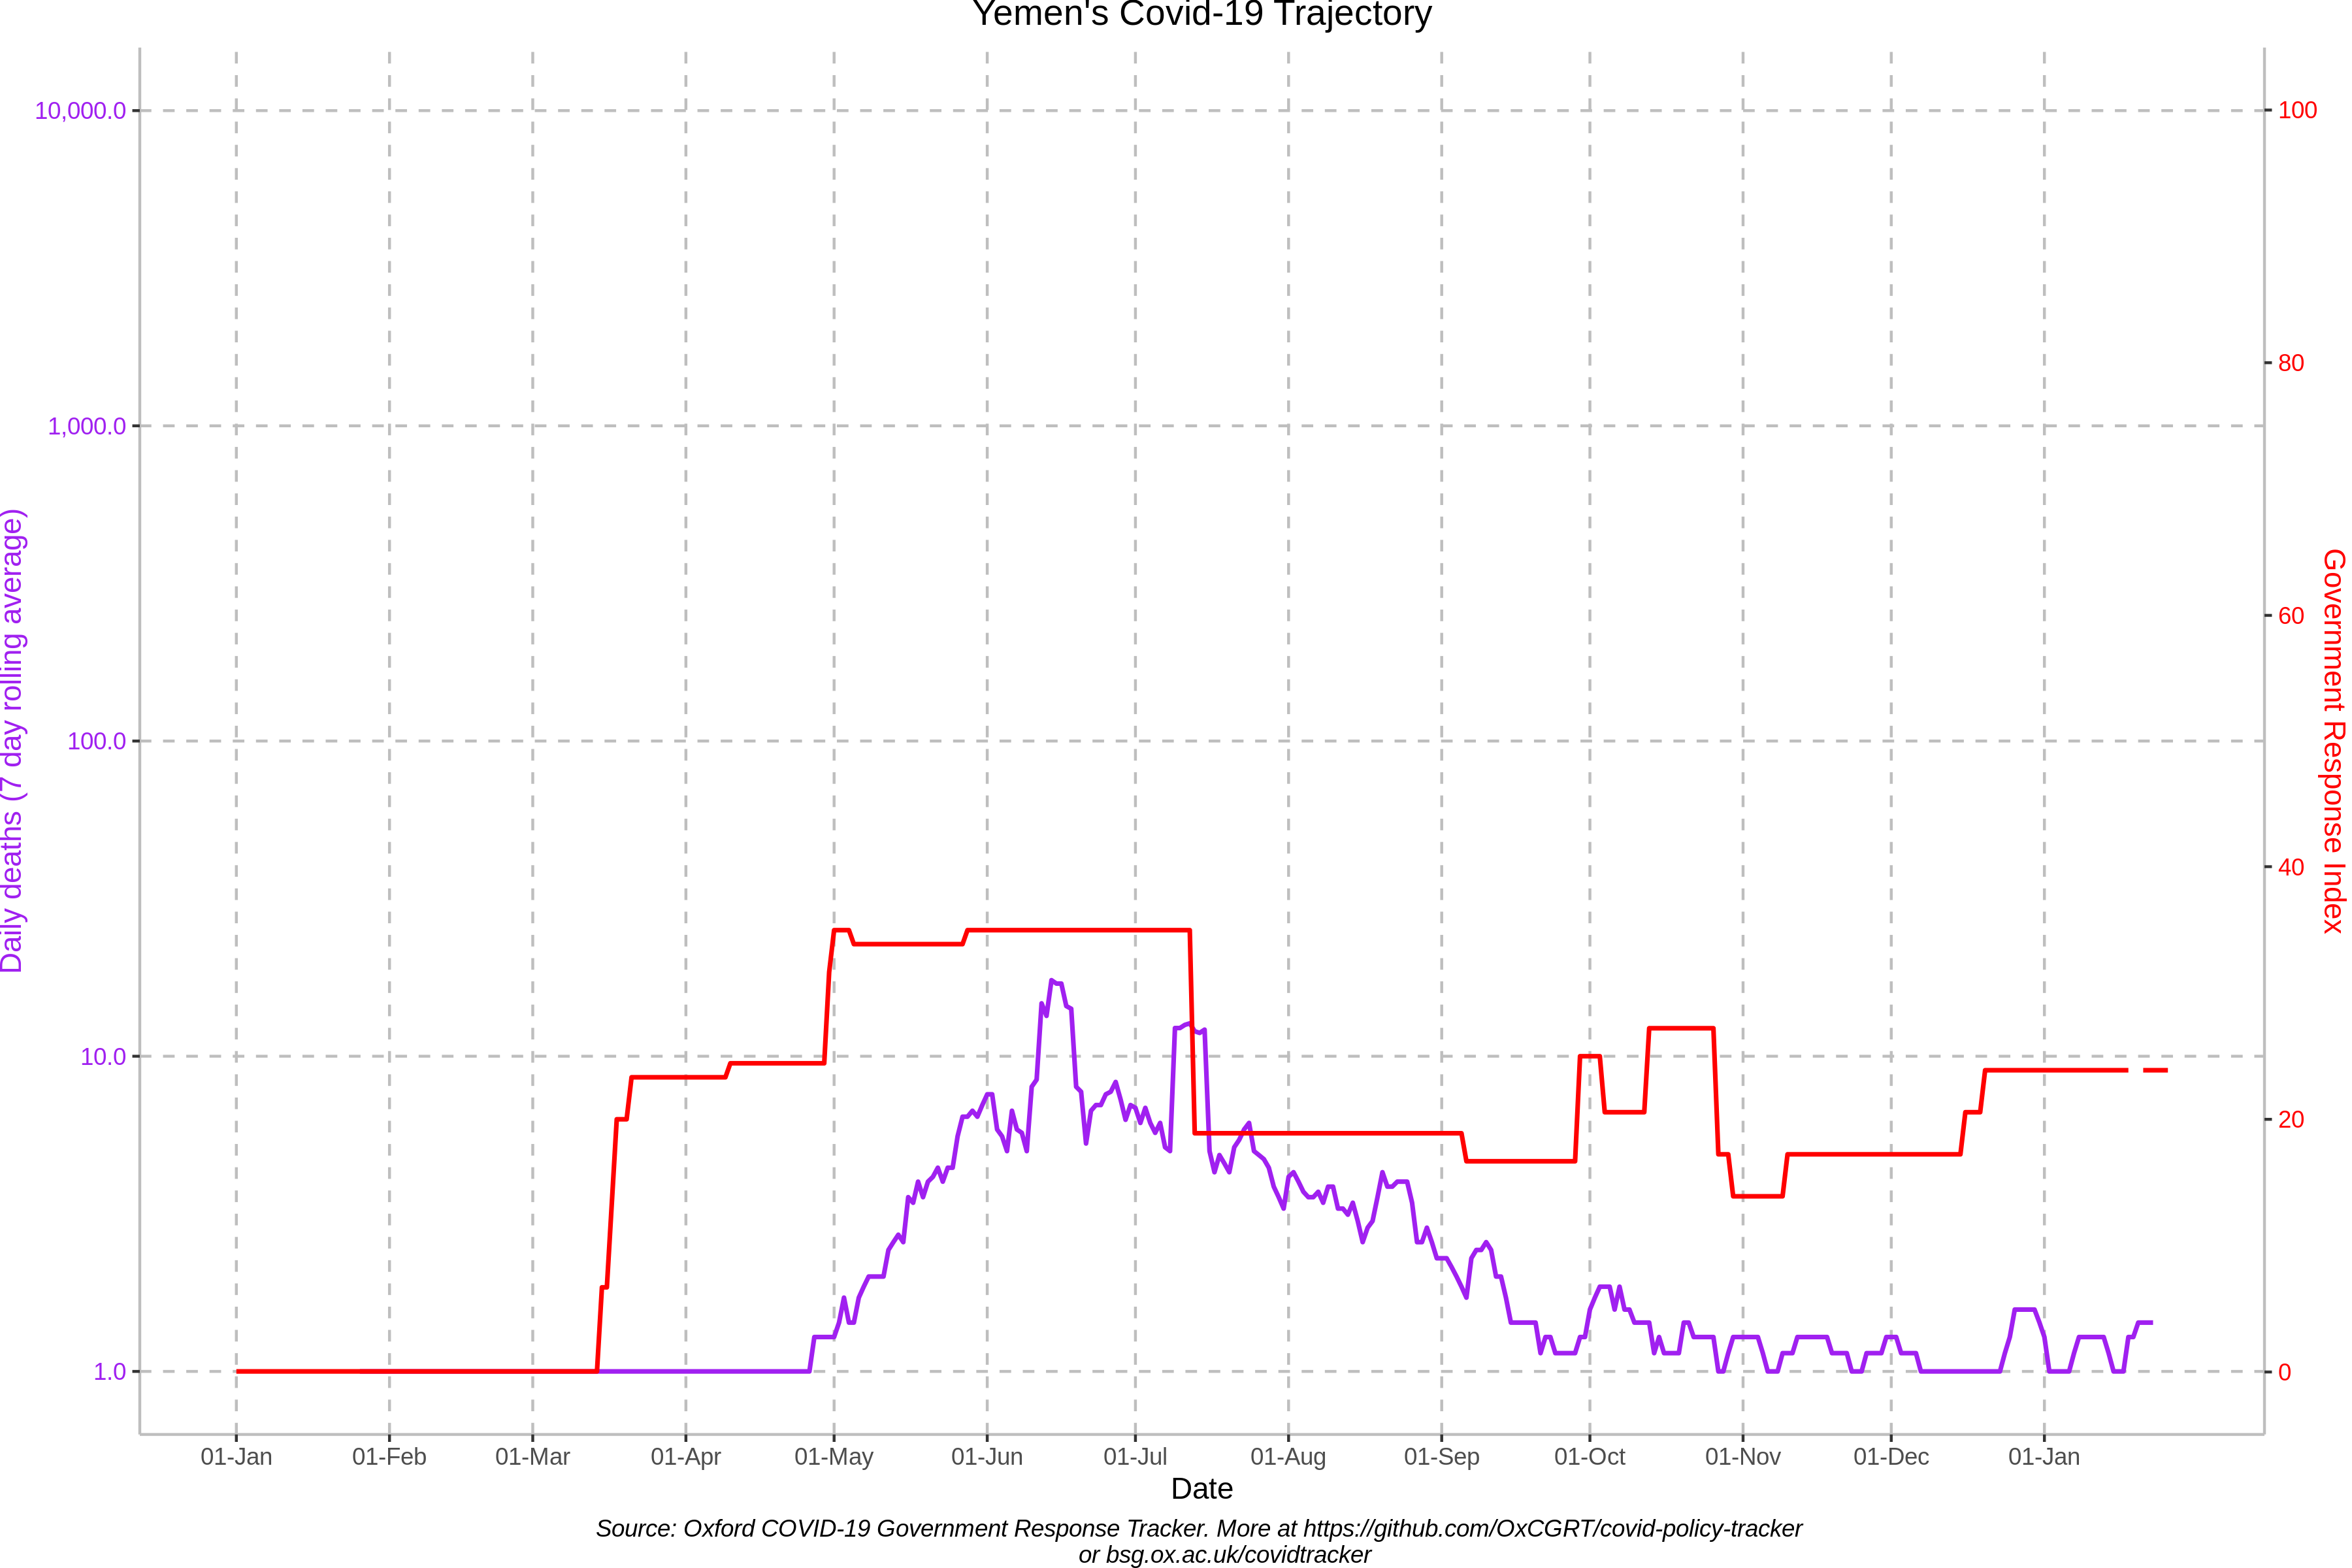 Yemen's Covid-19 Trajectory
Daily deaths (7 day rolling average)
10,000.0
1,000.0
100.0
10.0
1.0
100
80
60
40
20
0
Government Response Index
01-Jan 01-Feb 01-Mar 01-Apr 01-May 01-Jun 01-Jul 01-Aug 01-Sep 01-Oct 01-Nov 01-Dec 01-Jan
Date
Source: Oxford COVID-19 Government Response Tracker. More at https://github.com/OxCGRT/covid-policy-tracker
or bsg.ox.ac.uk/covidtracker